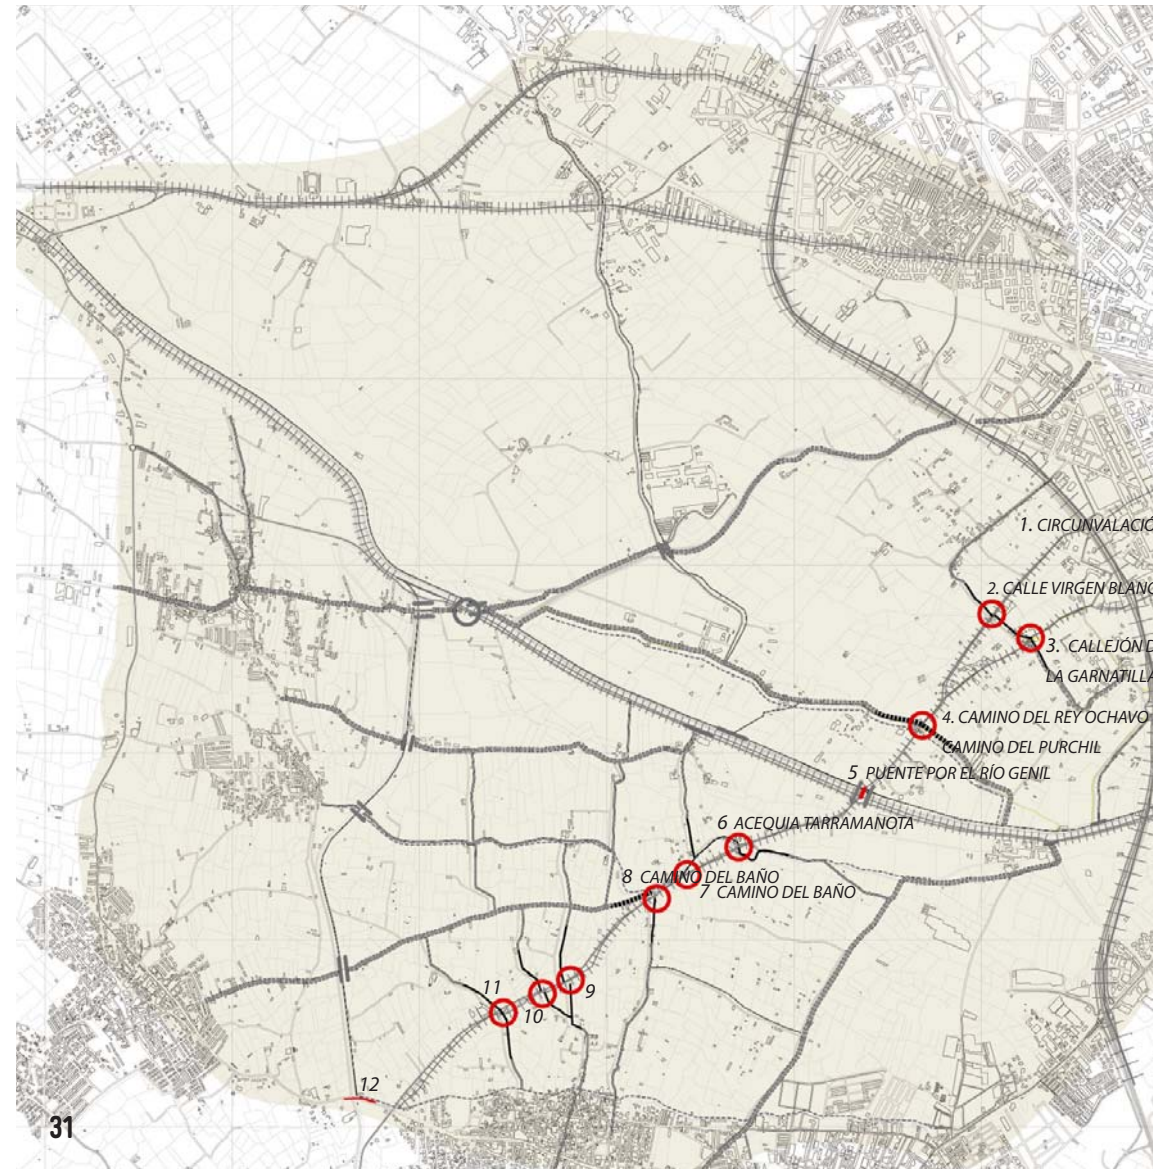 1. CIRCUNVALACIÓ
2. CALLE VIRGEN BLANC
3. CALLEJÓN D
LA GARNATILLA
4. CAMINO DEL REY OCHAVO
CAMINO DEL PURCHIL
5 PUENTE POR EL RÍO GENIL
6 ACEQUIA TARRAMANOTA
8 CAMINO DEL BAÑO
7 CAMINO DEL BAÑO
9
11
10
12
31